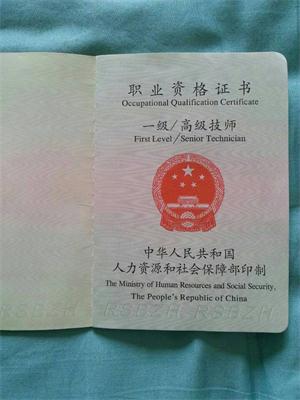 职业资格证书
Occupational Qualification Certificate
一级/高级技师
First Level/Senior Technician
中华人民共和国
人力资源和社会保障部印制
The Ministry of Human Resources and Social Security,
The People's Republic of China
RSBZH RSBZH